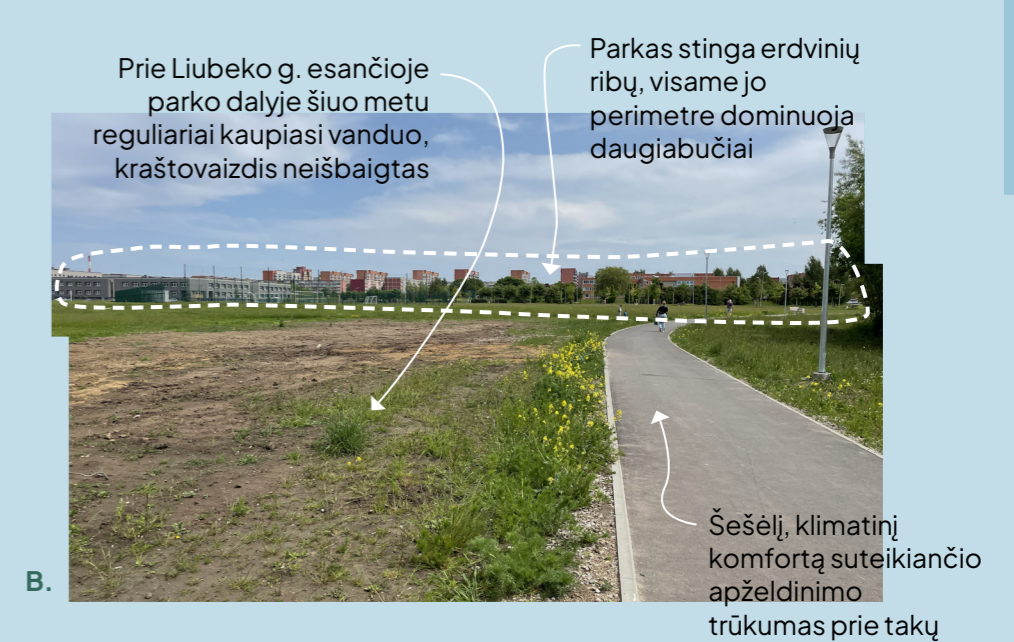 Prie Liubeko g. esančioje
parko dalyje šiuo metu
reguliariai kaupiasi vanduo,
kraštovaizdis neišbaigtas
Parkas stinga erdvinių
ribų, visame jo
perimetre dominuoja
daugiabučiai
Šešėlį, klimatinį
komfortą suteikiančio
apželdinimo
trūkumas prie takų
B.